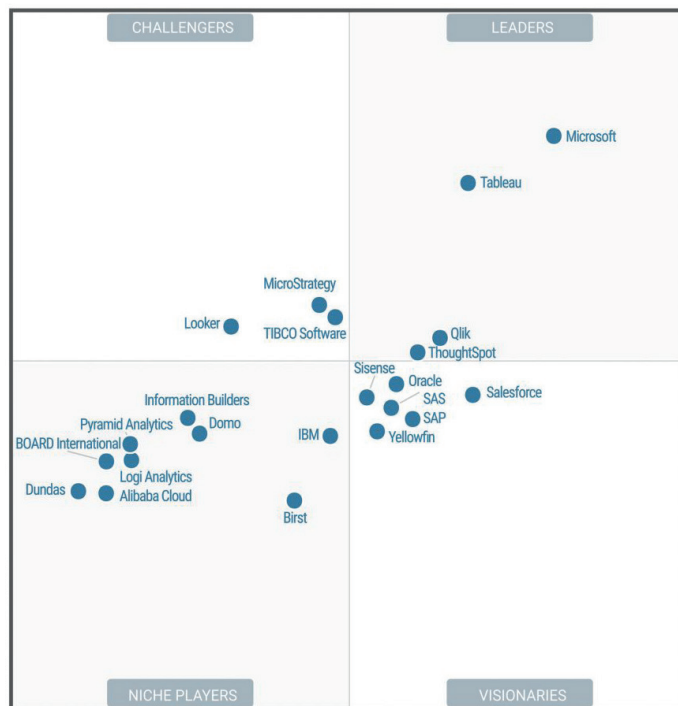 CHALLENGERS
LEADERS
Microsoft
Tableau
MicroStrategy
Looker
TIBCO Software
Qlik
ThoughtSpot
Sisense
Oracle
Salesforce
SAS
Information Builders
SAP
Pyramid Analytics
Domo
IBM
Yellowfin
BOARD International
Logi Analytics
Dundas
Alibaba Cloud
Birst
NICHE PLAYERS
VISIONARIES